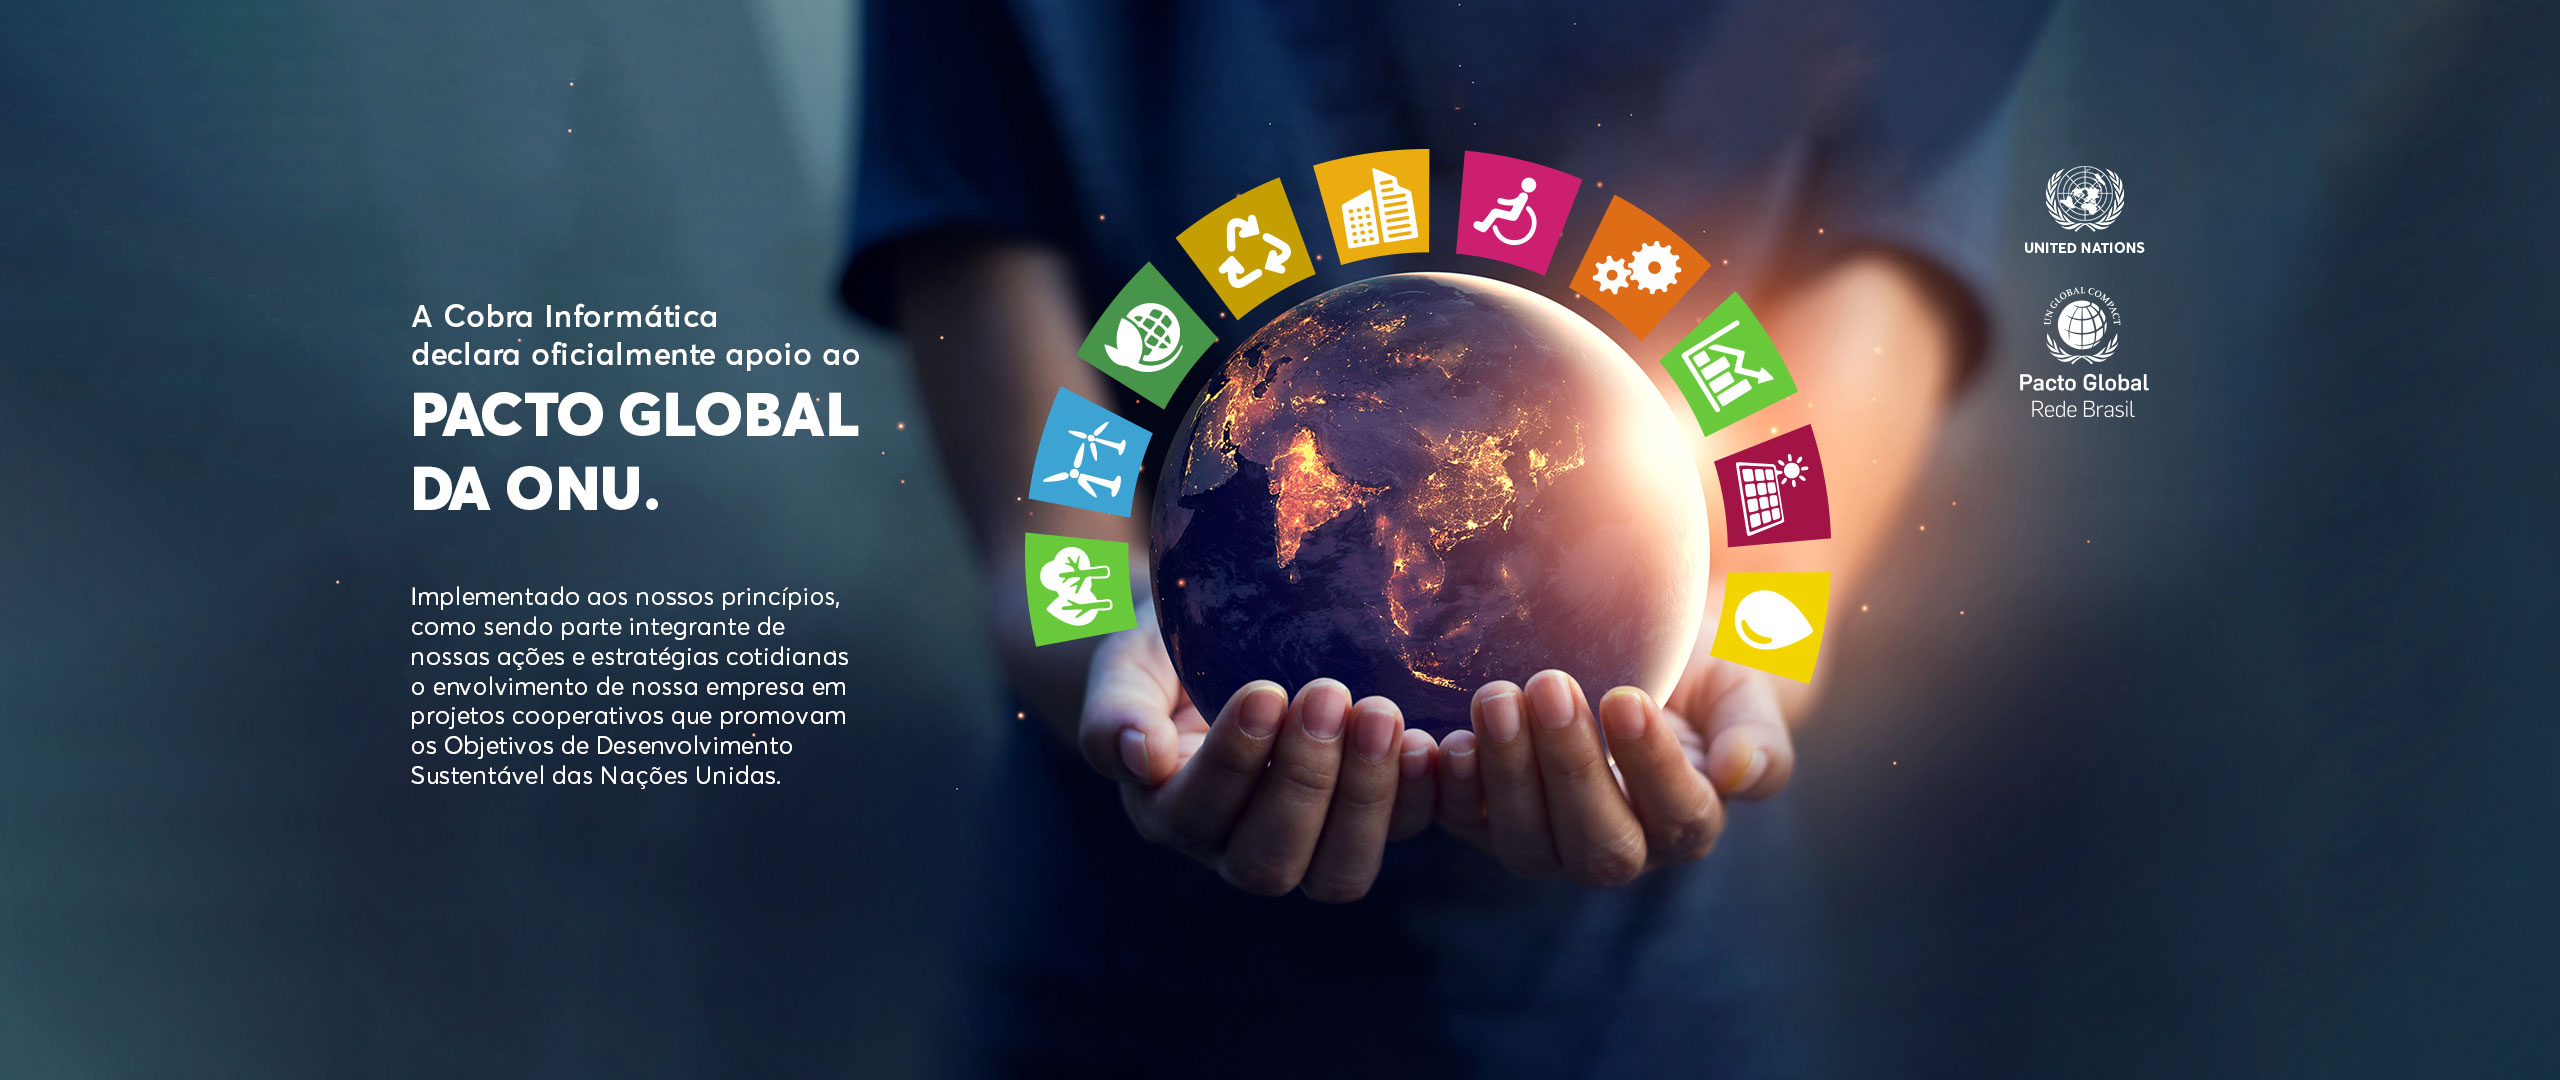 A Cobra Informática
declara oficialmente apoio ao
PACTO GLOBAL
DA ONU.
Implementado aos nossos princípios,
como sendo parte integrante de
nossas ações e estratégias cotidianas
o envolvimento de nossa empresa em
projetos cooperativos que promovam
os Objetivos de Desenvolvimento
Sustentável das Nações Unidas.
UNITED NATIONS
UN GLOBAL COMPACT
Pacto Global
Rede Brasil